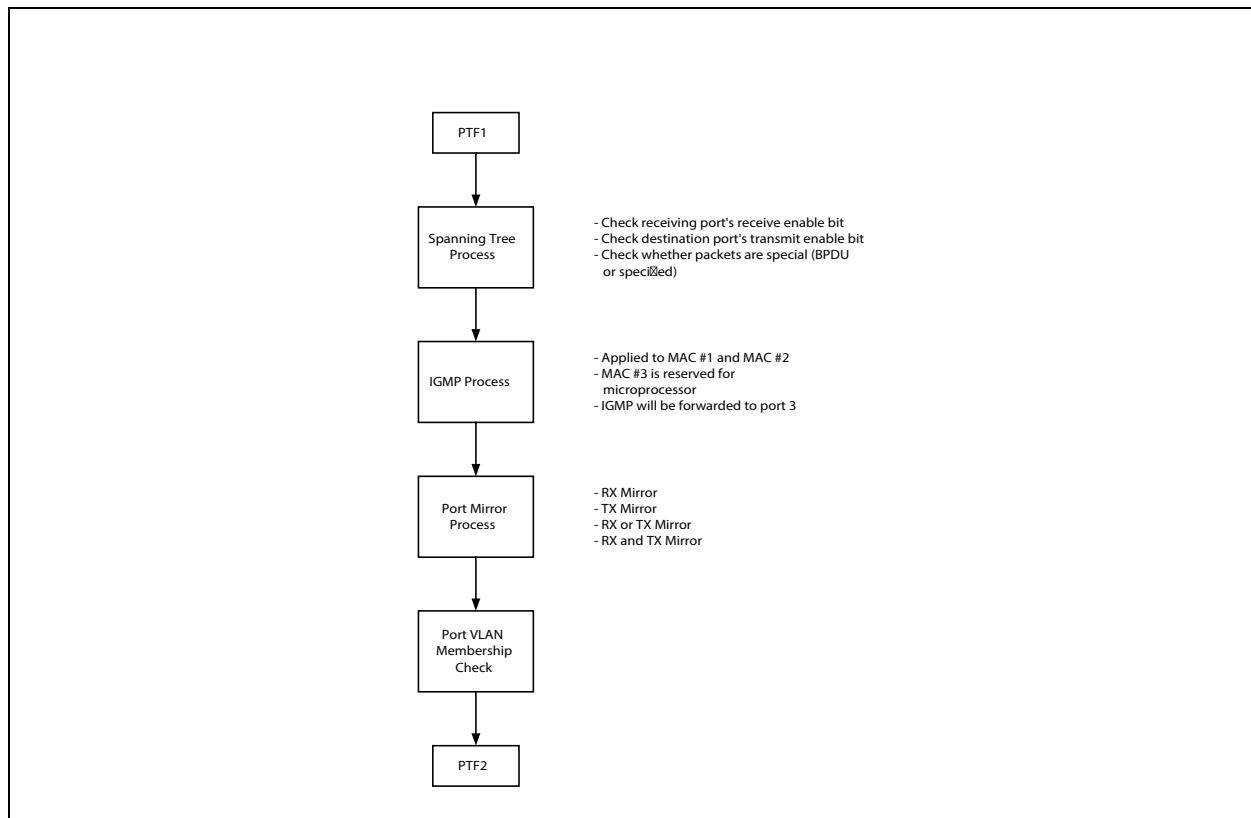 PTF1
Spanning Tree
Process
- Check receiving port's receive enable bit
- Check destination port's transmit enable bit
- Check whether packets are special (BPDU
or speci☒ed)
IGMP Process
- Applied to MAC #1 and MAC #2
- MAC #3 is reserved for
microprocessor
- IGMP will be forwarded to port 3
Port Mirror
Process
- RX Mirror
- TX Mirror
- RX or TX Mirror
- RX and TX Mirror
Port VLAN
Membership
Check
PTF2